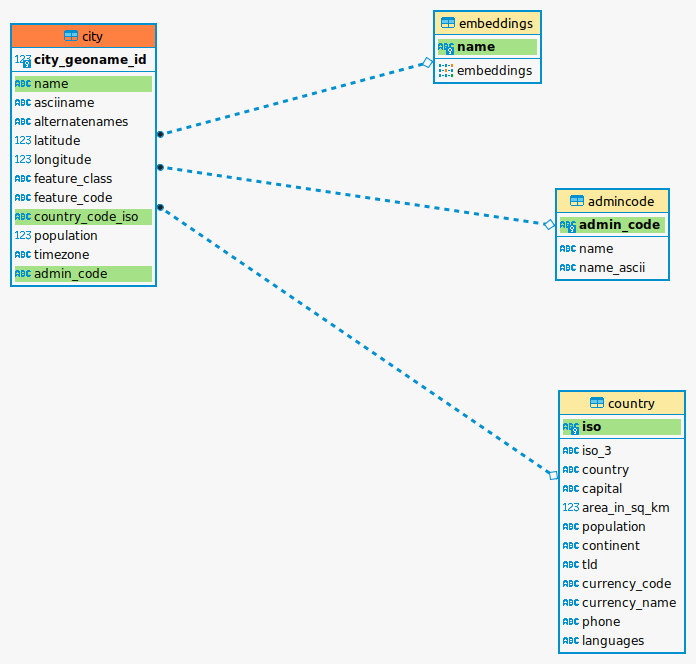 city
123 city_geoname_id
ABC name
ABC asciiname
ABC alternatenames
123 latitude
123 longitude
ABC feature_class
ABC feature_code
ABC country_code_iso
123 population
ABC timezone
ABC admin_code
embeddings
ABC name
embeddings
admincode
ABC admin_code
ABC name
ABC name_ascii
country
ABC iso
ABC iso_3
ABC country
ABC capital
123 area_in_sq_km
ABC population
ABC continent
ABC tld
ABC currency_code
ABC currency_name
ABC phone
ABC languages